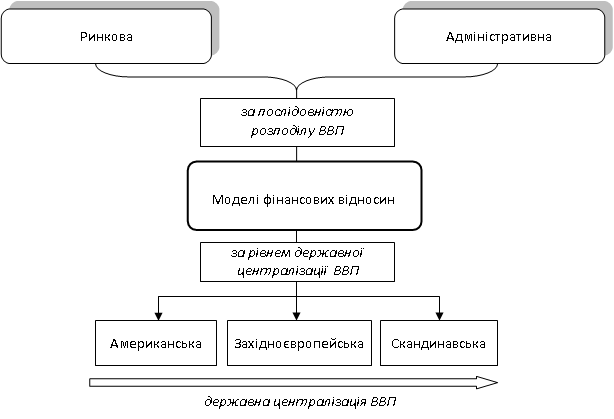 Ринкова
Адміністративна
за послідовністю
розподілу ВВП
Моделі фінансових відносин
за рівнем державної
централізації ВВП
Американська
Західноєвропейська
Скандинавська
державна централізація ВВП